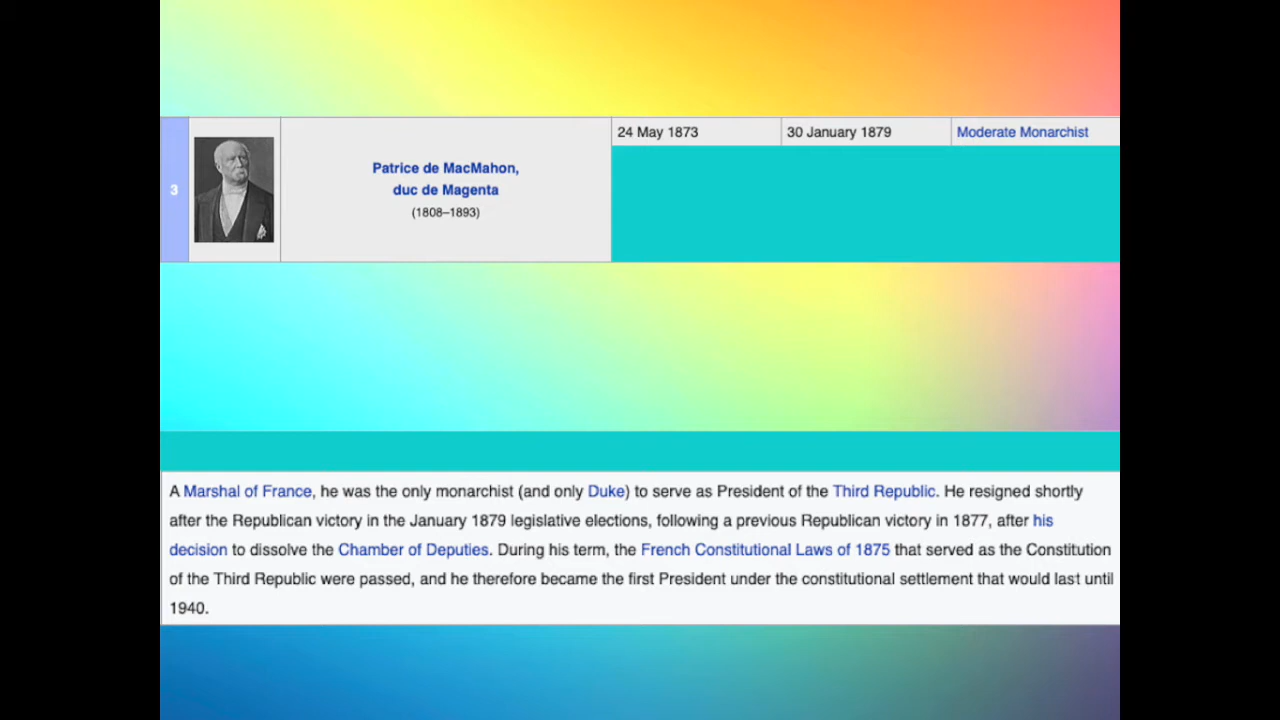 3
Patrice de MacMahon,
duc de Magenta
(1808–1893)
24 May 1873
30 January 1879
Moderate Monarchist
A Marshal of France, he was the only monarchist (and only Duke) to serve as President of the Third Republic. He resigned shortly
after the Republican victory in the January 1879 legislative elections, following a previous Republican victory in 1877, after his
decision to dissolve the Chamber of Deputies. During his term, the French Constitutional Laws of 1875 that served as the Constitution
of the Third Republic were passed, and he therefore became the first President under the constitutional settlement that would last until
1940.